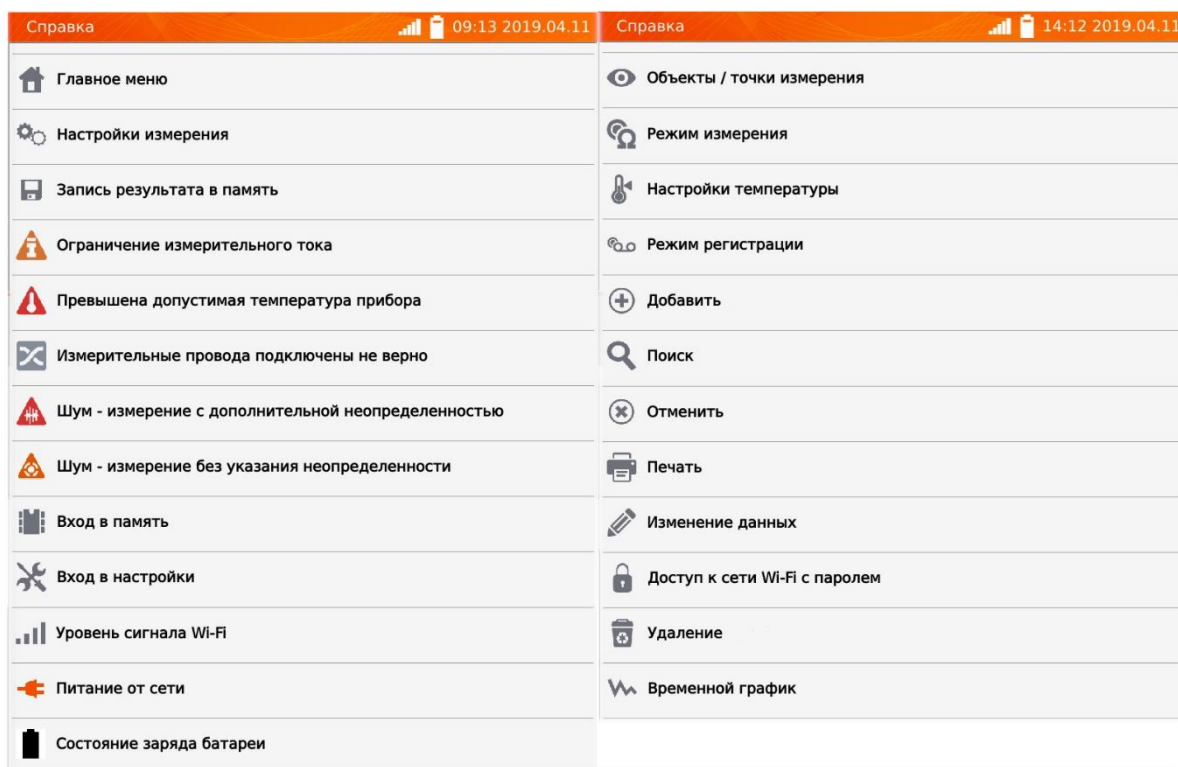 Справка 09:13 2019.04.11
Главное меню
Настройки измерения
Запись результата в память
Ограничение измерительного тока
Превышена допустимая температура прибора
Измерительные провода подключены не верно
Шум - измерение с дополнительной неопределенностью
Шум - измерение без указания неопределенности
Вход в память
Вход в настройки
Уровень сигнала Wi-Fi
Питание от сети
Состояние заряда батареи
Справка 14:12 2019.04.11
Объекты / точки измерения
Режим измерения
Настройки температуры
Режим регистрации
Добавить
Поиск
Отменить
Печать
Изменение данных
Доступ к сети Wi-Fi с паролем
Удаление
Временной график